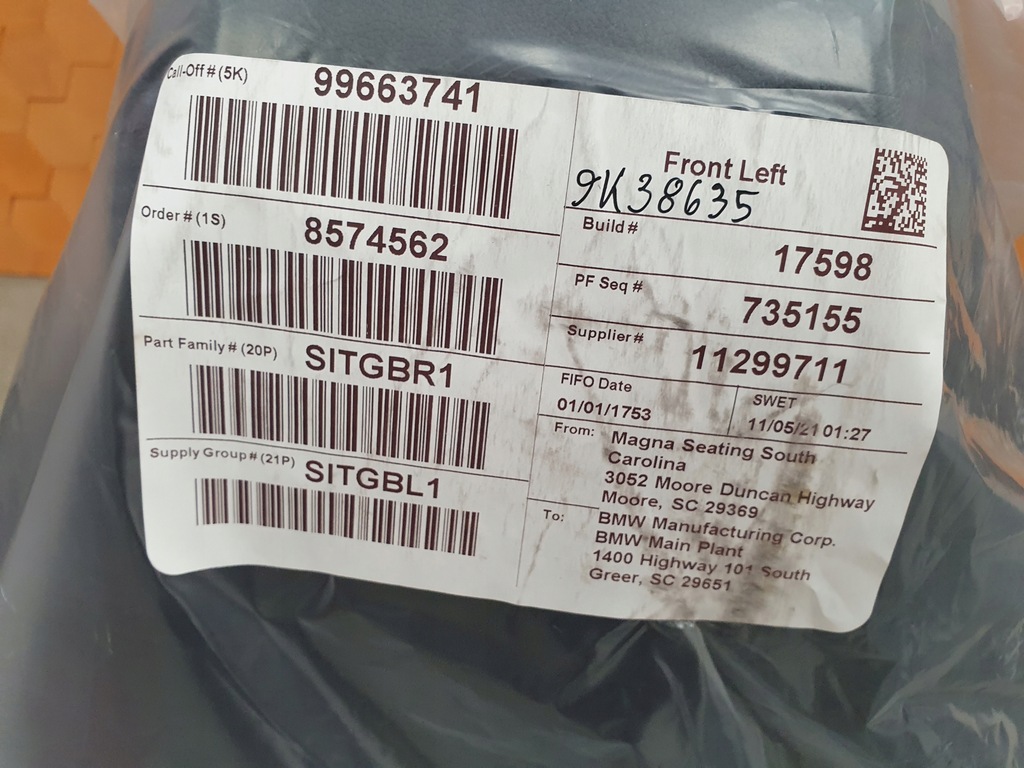 Call-Off # (5K) 99663741
Order # (1S) 8574562
Part Family # (20P) SITGBR1
Supply Group# (21P) SITGBL1
Front Left
9K38635
Build # 17598
PF Seq # 735155
Supplier# 11299711
FIFO Date
01/01/1753
SWET
11/05/21 01:27
From: Magna Seating South
Carolina
3052 Moore Duncan Highway
Moore, SC 29369
To: BMW Manufacturing Corp.
BMW Main Plant
1400 Highway 101 South
Greer, SC 29651